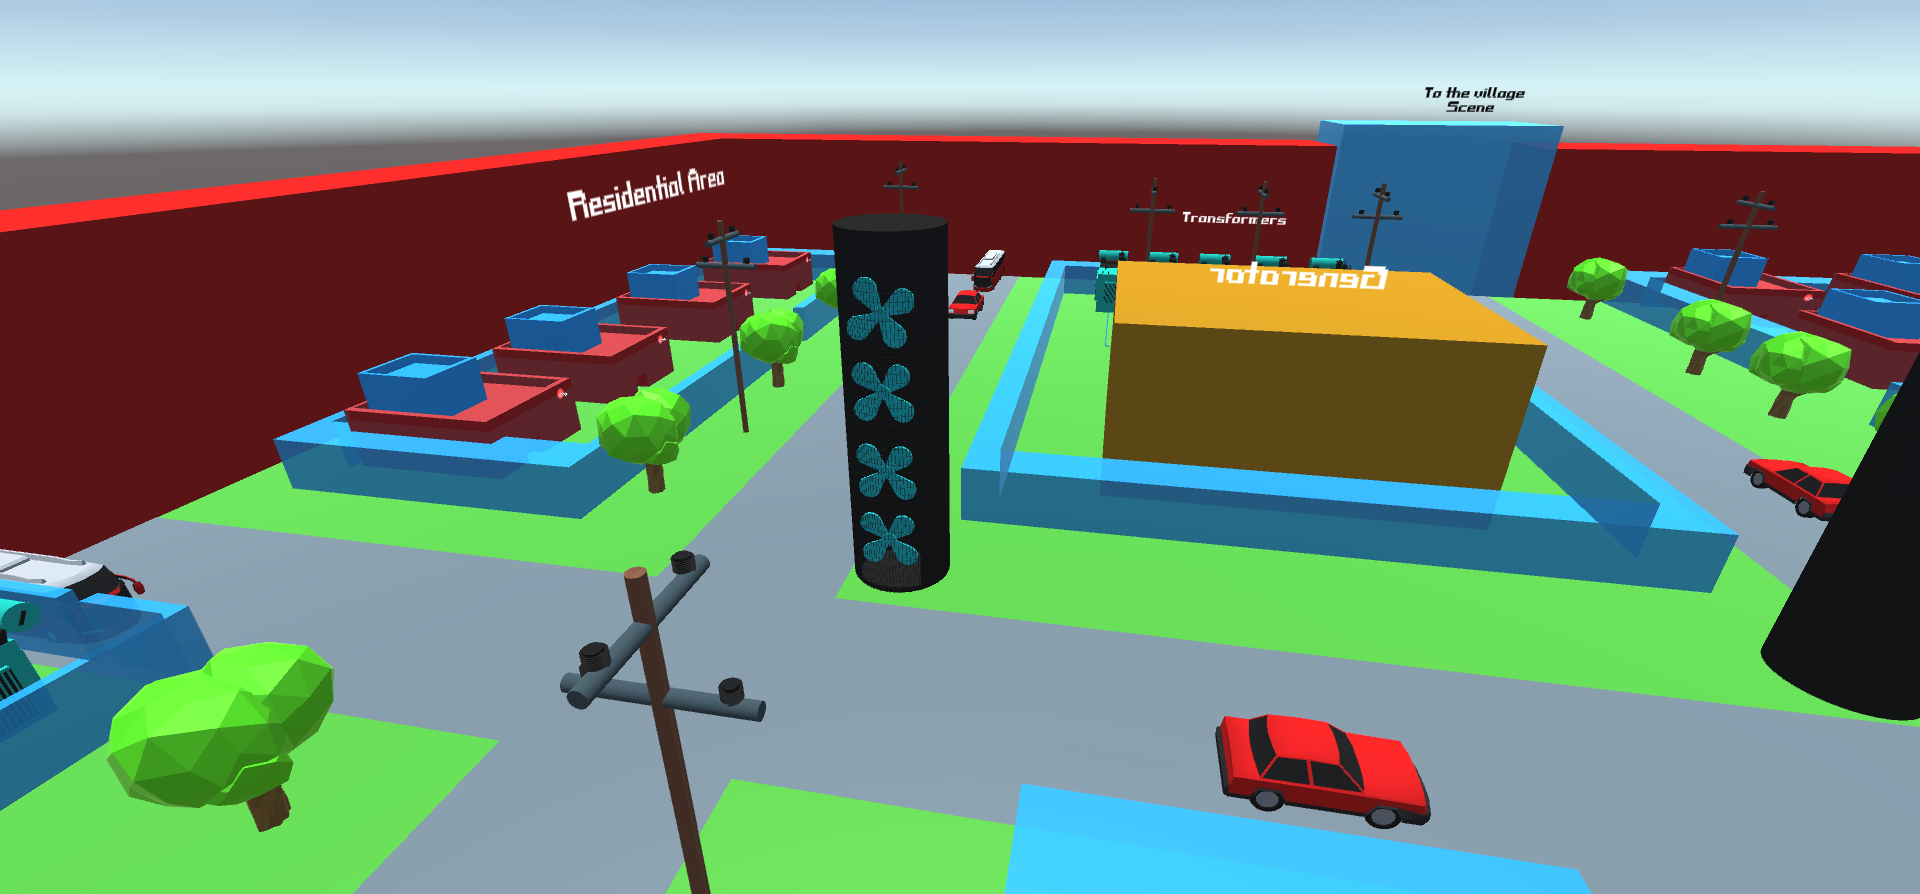 To the village
Scene
Residential Area
Transformers
Generator